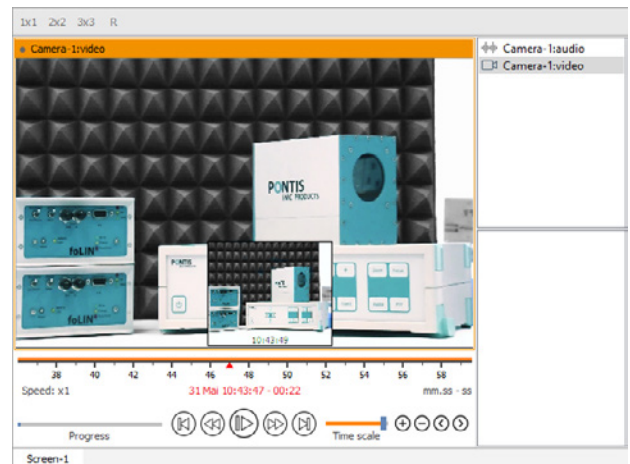 1x1 2x2 3x3 R
Camera-1:video
Camera-1:audio
Camera-1:video
PONTIS
EMC PRODUCTS
foLIN
PONTIS
foLIN
10:43:49
38 40 42 44 46 48 50 52 54 56 58
Speed: x1
31 Mai 10:43:47 - 00:22
mm.ss - ss
Progress
Time scale
Screen-1